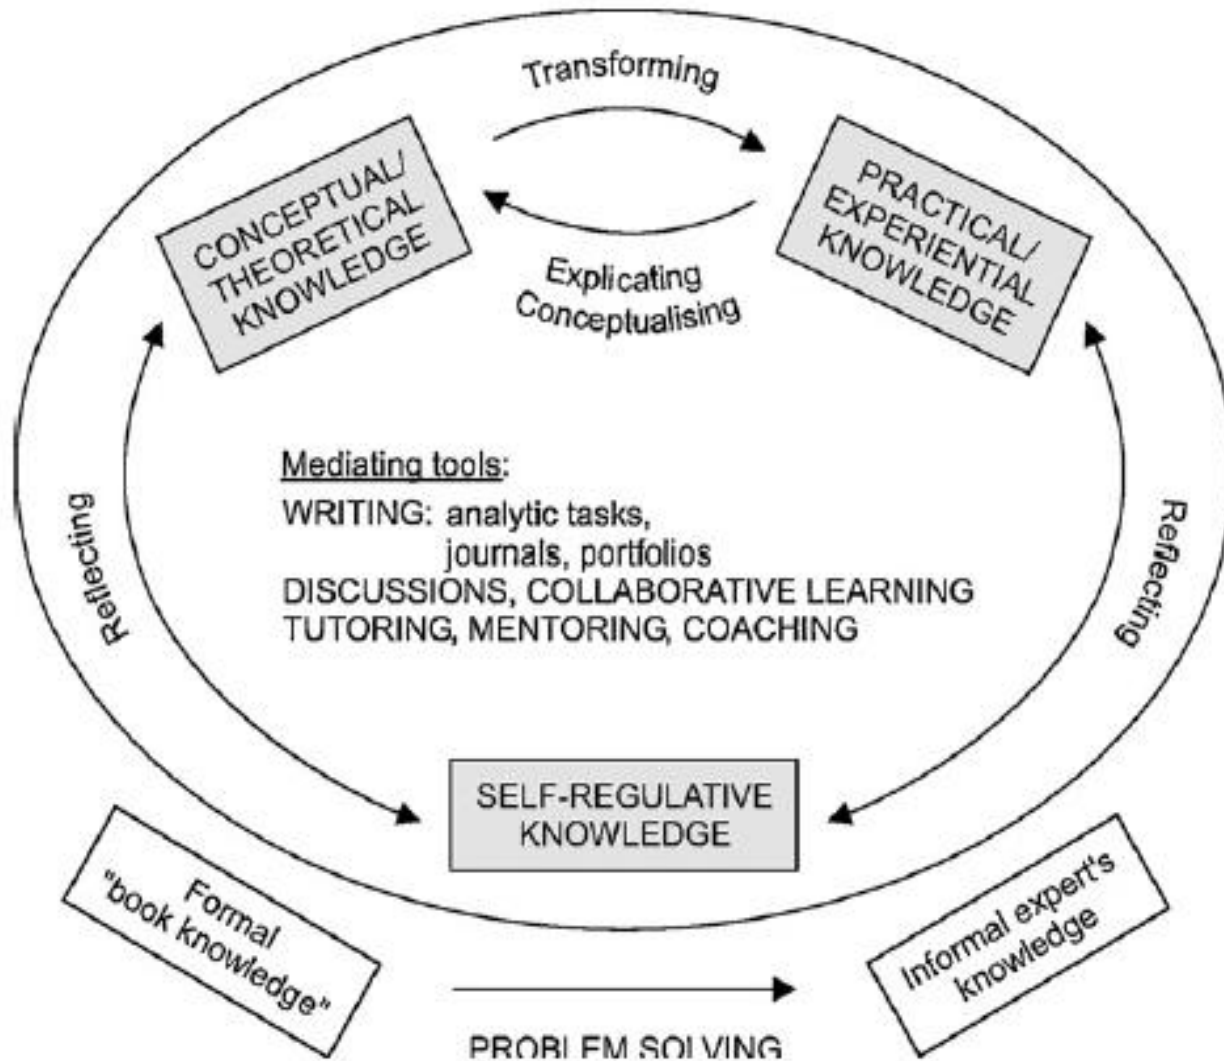 Transforming
CONCEPTUAL/
THEORETICAL
KNOWLEDGE
PRACTICAL/
EXPERIENTIAL
KNOWLEDGE
Explicating
Conceptualising
Reflecting
Mediating tools:
WRITING: analytic tasks,
journals, portfolios
DISCUSSIONS, COLLABORATIVE LEARNING
TUTORING, MENTORING, COACHING
Reflecting
SELF-REGULATIVE
KNOWLEDGE
Formal
"book knowledge"
Informal expert's
knowledge
PROBLEM SOLVING